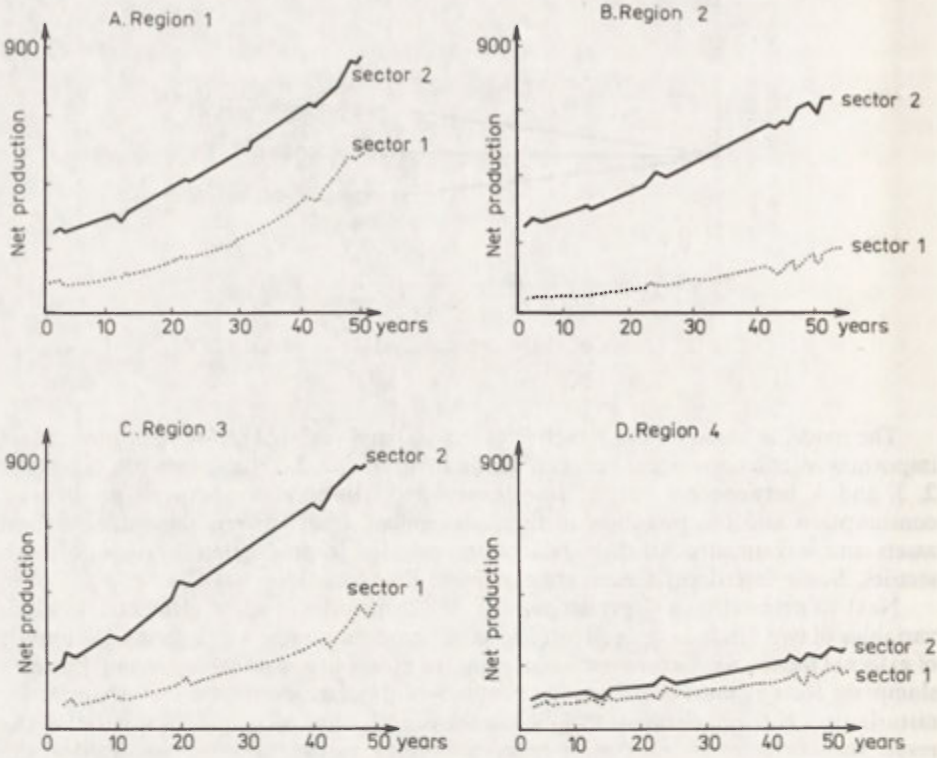 A. Region 1
900
Net production
sector 2
sector 1
0 10 20 30 40 50 years
B. Region 2
900
Net production
sector 2
sector 1
0 10 20 30 40 50 years
C. Region 3
900
Net production
sector 2
sector 1
0 10 20 30 40 50 years
D. Region 4
900
Net production
sector 2
sector 1
0 10 20 30 40 50 years